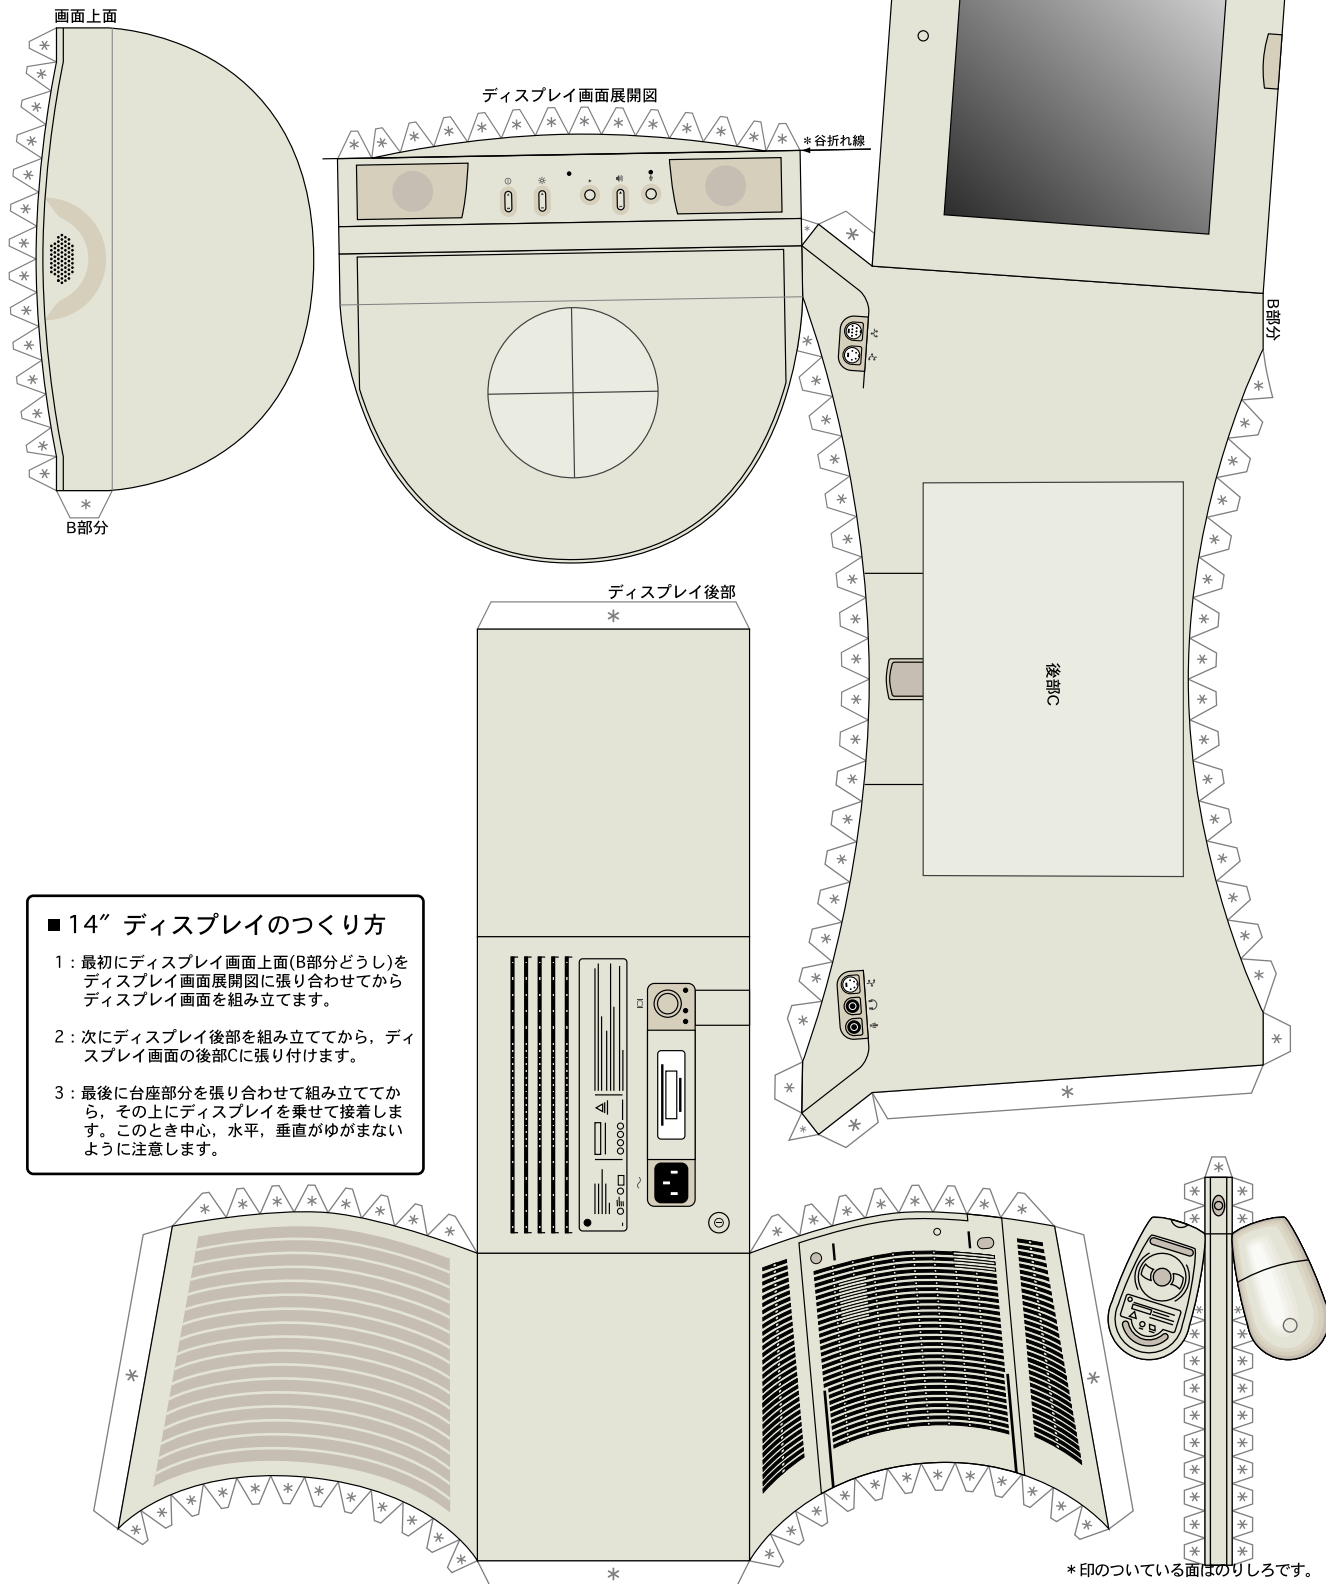 画面上面
ディスプレイ画面展開図
＊谷折れ線
B部分
B部分
ディスプレイ後部
後部C
■14″ ディスプレイのつくり方
1：最初にディスプレイ画面上面(B部分どうし)を
ディスプレイ画面展開図に張り合わせてから
ディスプレイ画面を組み立てます。
2：次にディスプレイ後部を組み立ててから，ディ
スプレイ画面の後部Cに張り付けます。
3：最後に台座部分を張り合わせて組み立ててか
ら，その上にディスプレイを乗せて接着しま
す。このとき中心，水平，垂直がゆがまない
ように注意します。
＊印のついている面はのりしろです。